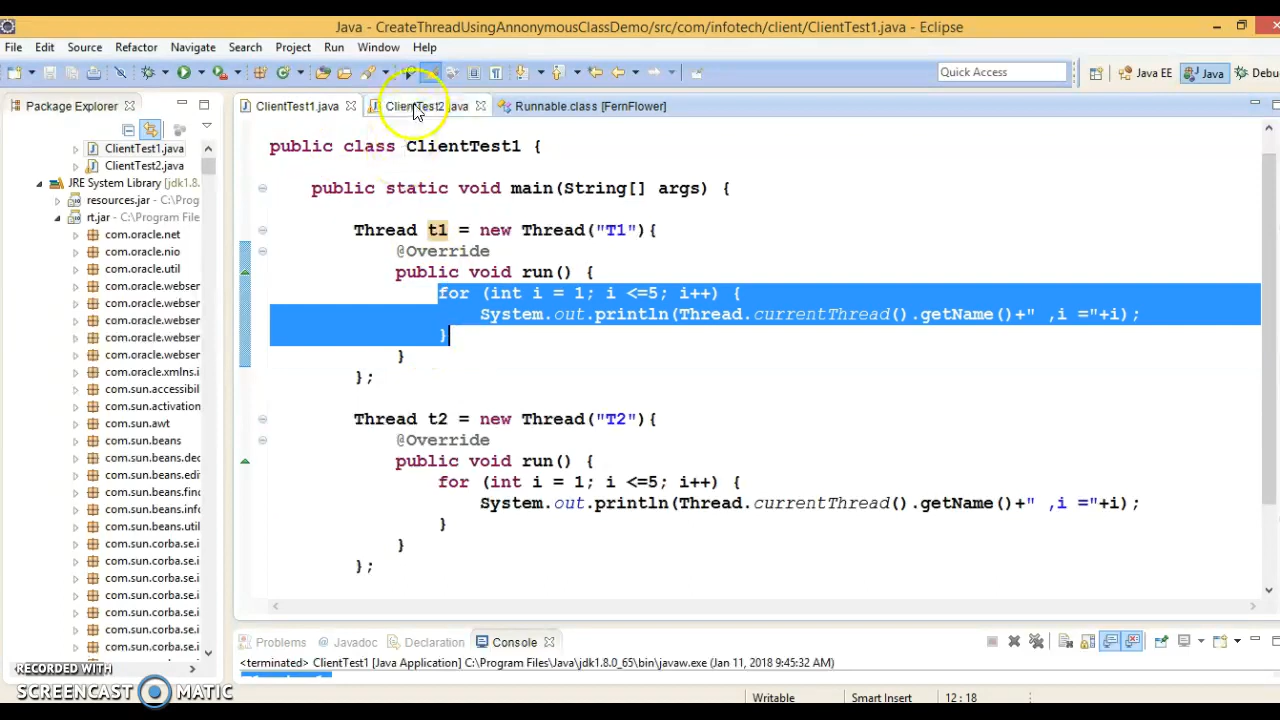 Java - CreateThreadUsingAnnonymousClassDemo/src/com/infotech/client/ClientTest1.java - Eclipse
File Edit Source Refactor Navigate Search Project Run Window Help
Quick Access
Java EE
Java
Debu
Package Explorer
ClientTest1.java
ClientTest2.java
Runnable.class [FernFlower]
ClientTest1.java
ClientTest2.java
JRE System Library [jdk1.8.
resources.jar - C:\Prog
rt.jar - C:\Program Files
com.oracle.net
com.oracle.nio
com.oracle.util
com.oracle.webser
com.oracle.webser
com.oracle.webser
com.oracle.webser
com.oracle.webser
com.oracle.xmlns.i
com.sun.accessibil
com.sun.activation
com.sun.awt
com.sun.beans
com.sun.beans.dec
com.sun.beans.edi
com.sun.beans.fin
com.sun.beans.info
com.sun.beans.util
com.sun.corba.se.i
com.sun.corba.se.i
com.sun.corba.se.i
com.sun.corba.se.i
com.sun.corba.se.i
com.sun.corba.se.i
com.sun.corba.se.i
public class ClientTest1 {
public static void main(String[] args) {
Thread t1 = new Thread("T1"){
@Override
public void run() {
for (int i = 1; i <=5; i++) {
System.out.println(Thread.currentThread().getName()+" ,i ="+i);
}
}
};
Thread t2 = new Thread("T2"){
@Override
public void run() {
for (int i = 1; i <=5; i++) {
System.out.println(Thread.currentThread().getName()+" ,i ="+i);
}
}
};
Problems Javadoc Declaration Console
<terminated> ClientTest1 [Java Application] C:\Program Files\Java\jdk1.8.0_65\bin\javaw.exe (Jan 11, 2018 9:45:32 AM)
Writable
Smart Insert
12 : 18
RECORDED WITH
SCREENCAST MATIC